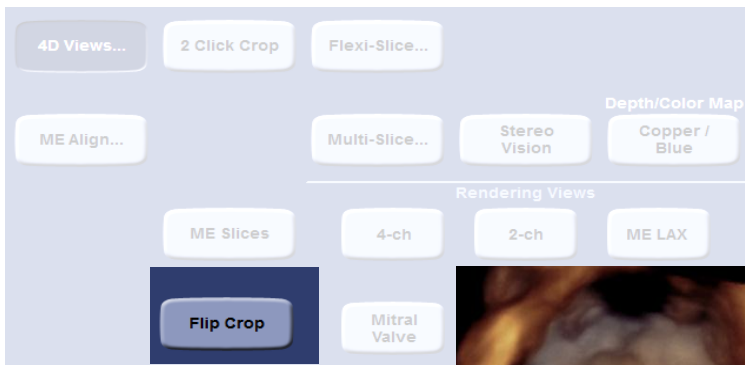 4D Views...
2 Click Crop
Flexi-Slice...
Depth/Color Map
ME Align...
Multi-Slice...
Stereo
Vision
Copper /
Blue
Rendering Views
ME Slices
4-ch
2-ch
ME LAX
Flip Crop
Mitral
Valve